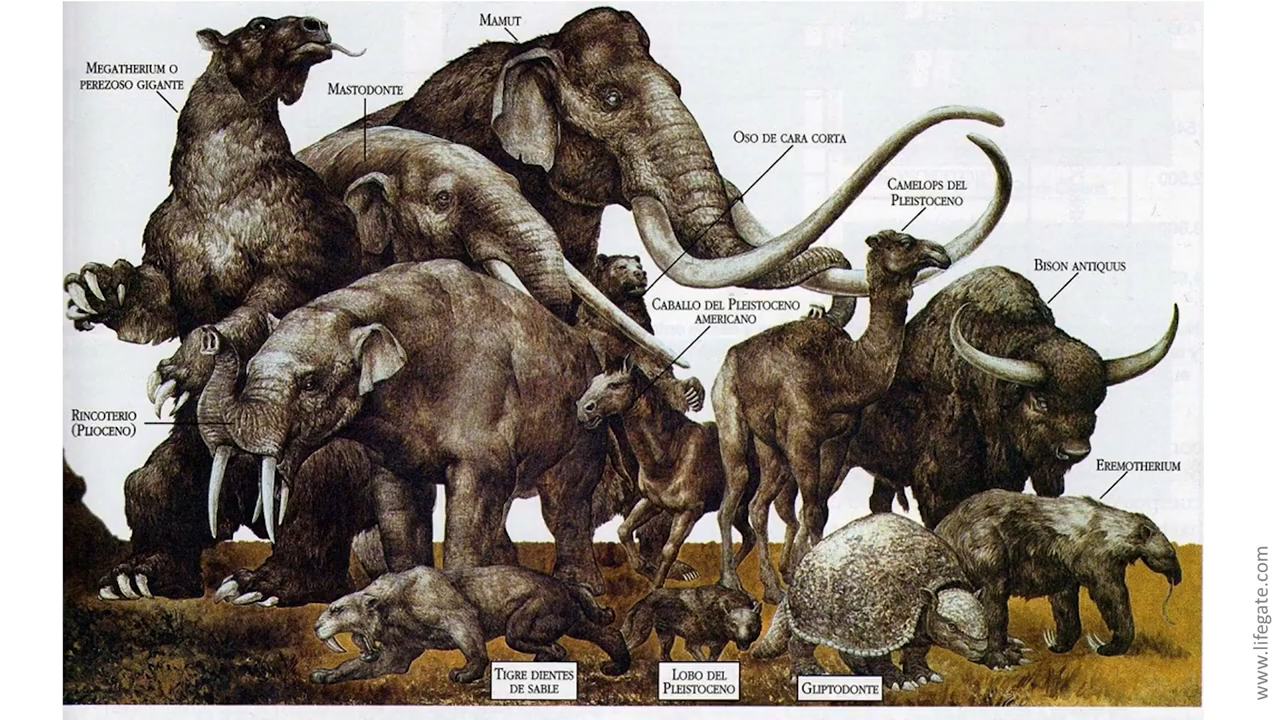 Mamut
Megatherium o
perezoso gigante
Mastodonte
Oso de cara corta
Camelops del
Pleistoceno
Bison antiquus
Caballo del Pleistoceno
americano
Rincoterio
(Plioceno)
Eremotherium
Tigre dientes
de sable
Lobo del
Pleistoceno
Gliptodonte
www.lifegate.com